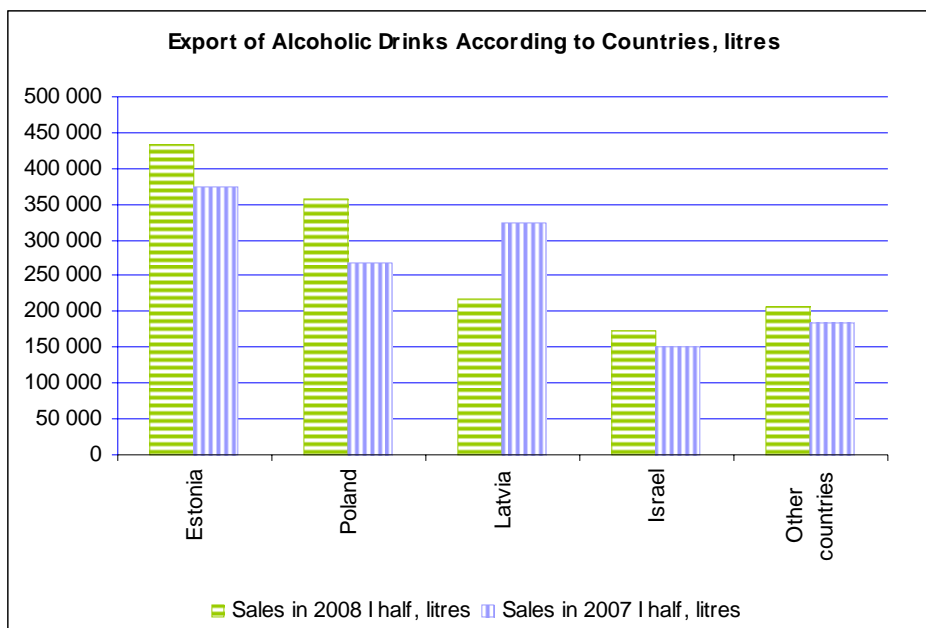 Export of Alcoholic Drinks According to Countries, litres
500 000
450 000
400 000
350 000
300 000
250 000
200 000
150 000
100 000
50 000
0
Estonia
Poland
Latvia
Israel
Other
countries
Sales in 2008 I half, litres
Sales in 2007 I half, litres